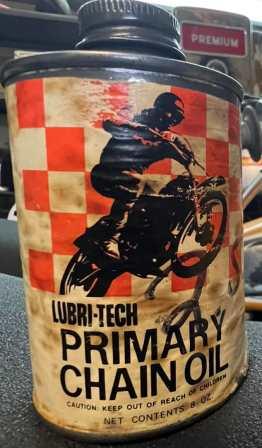 PREMIUM
LUBRI-TECH
PRIMARY
CHAIN OIL
CAUTION: KEEP OUT OF REACH OF CHILDREN
NET CONTENTS 8 OZ.